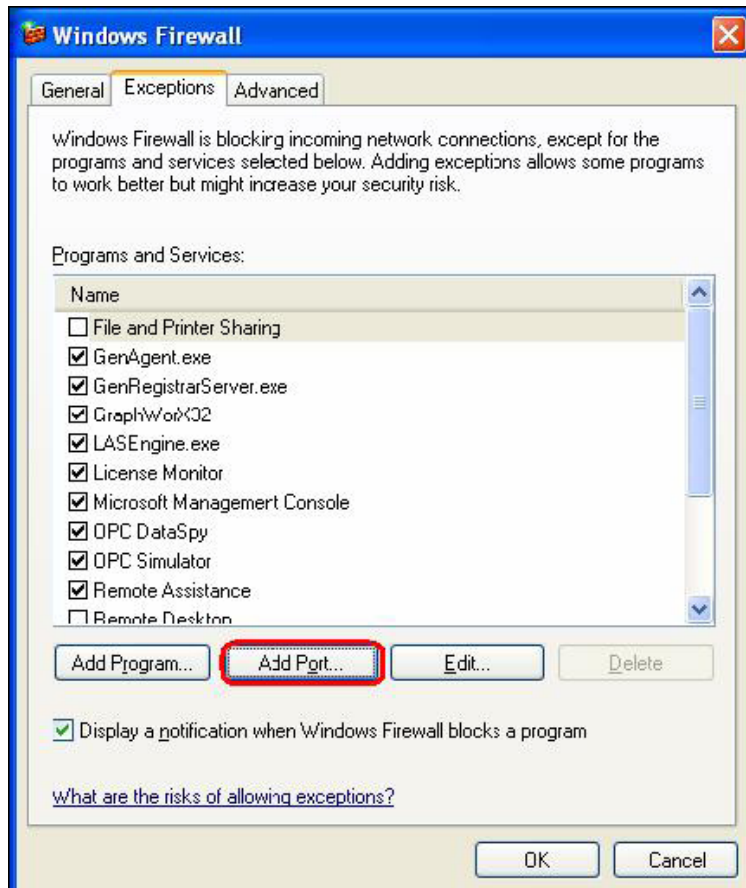 Windows Firewall
General Exceptions Advanced
Windows Firewall is blocking incoming network connections, except for the
programs and services selected below. Adding exceptions allows some programs
to work better but might increase your security risk.
Programs and Services:
Name
File and Printer Sharing
GenAgent.exe
GenRegistrarServer.exe
GraphWorX32
LASEngine.exe
License Monitor
Microsoft Management Console
OPC DataSpy
OPC Simulator
Remote Assistance
Remote Desktop
Add Program... Add Port... Edit... Delete
Display a notification when Windows Firewall blocks a program
What are the risks of allowing exceptions?
OK Cancel